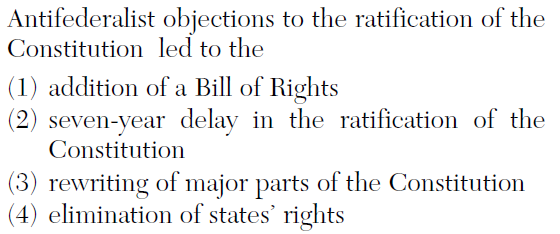 Antifederalist objections to the ratification of the
Constitution led to the
(1) addition of a Bill of Rights
(2) seven-year delay in the ratification of the
Constitution
(3) rewriting of major parts of the Constitution
(4) elimination of states’ rights